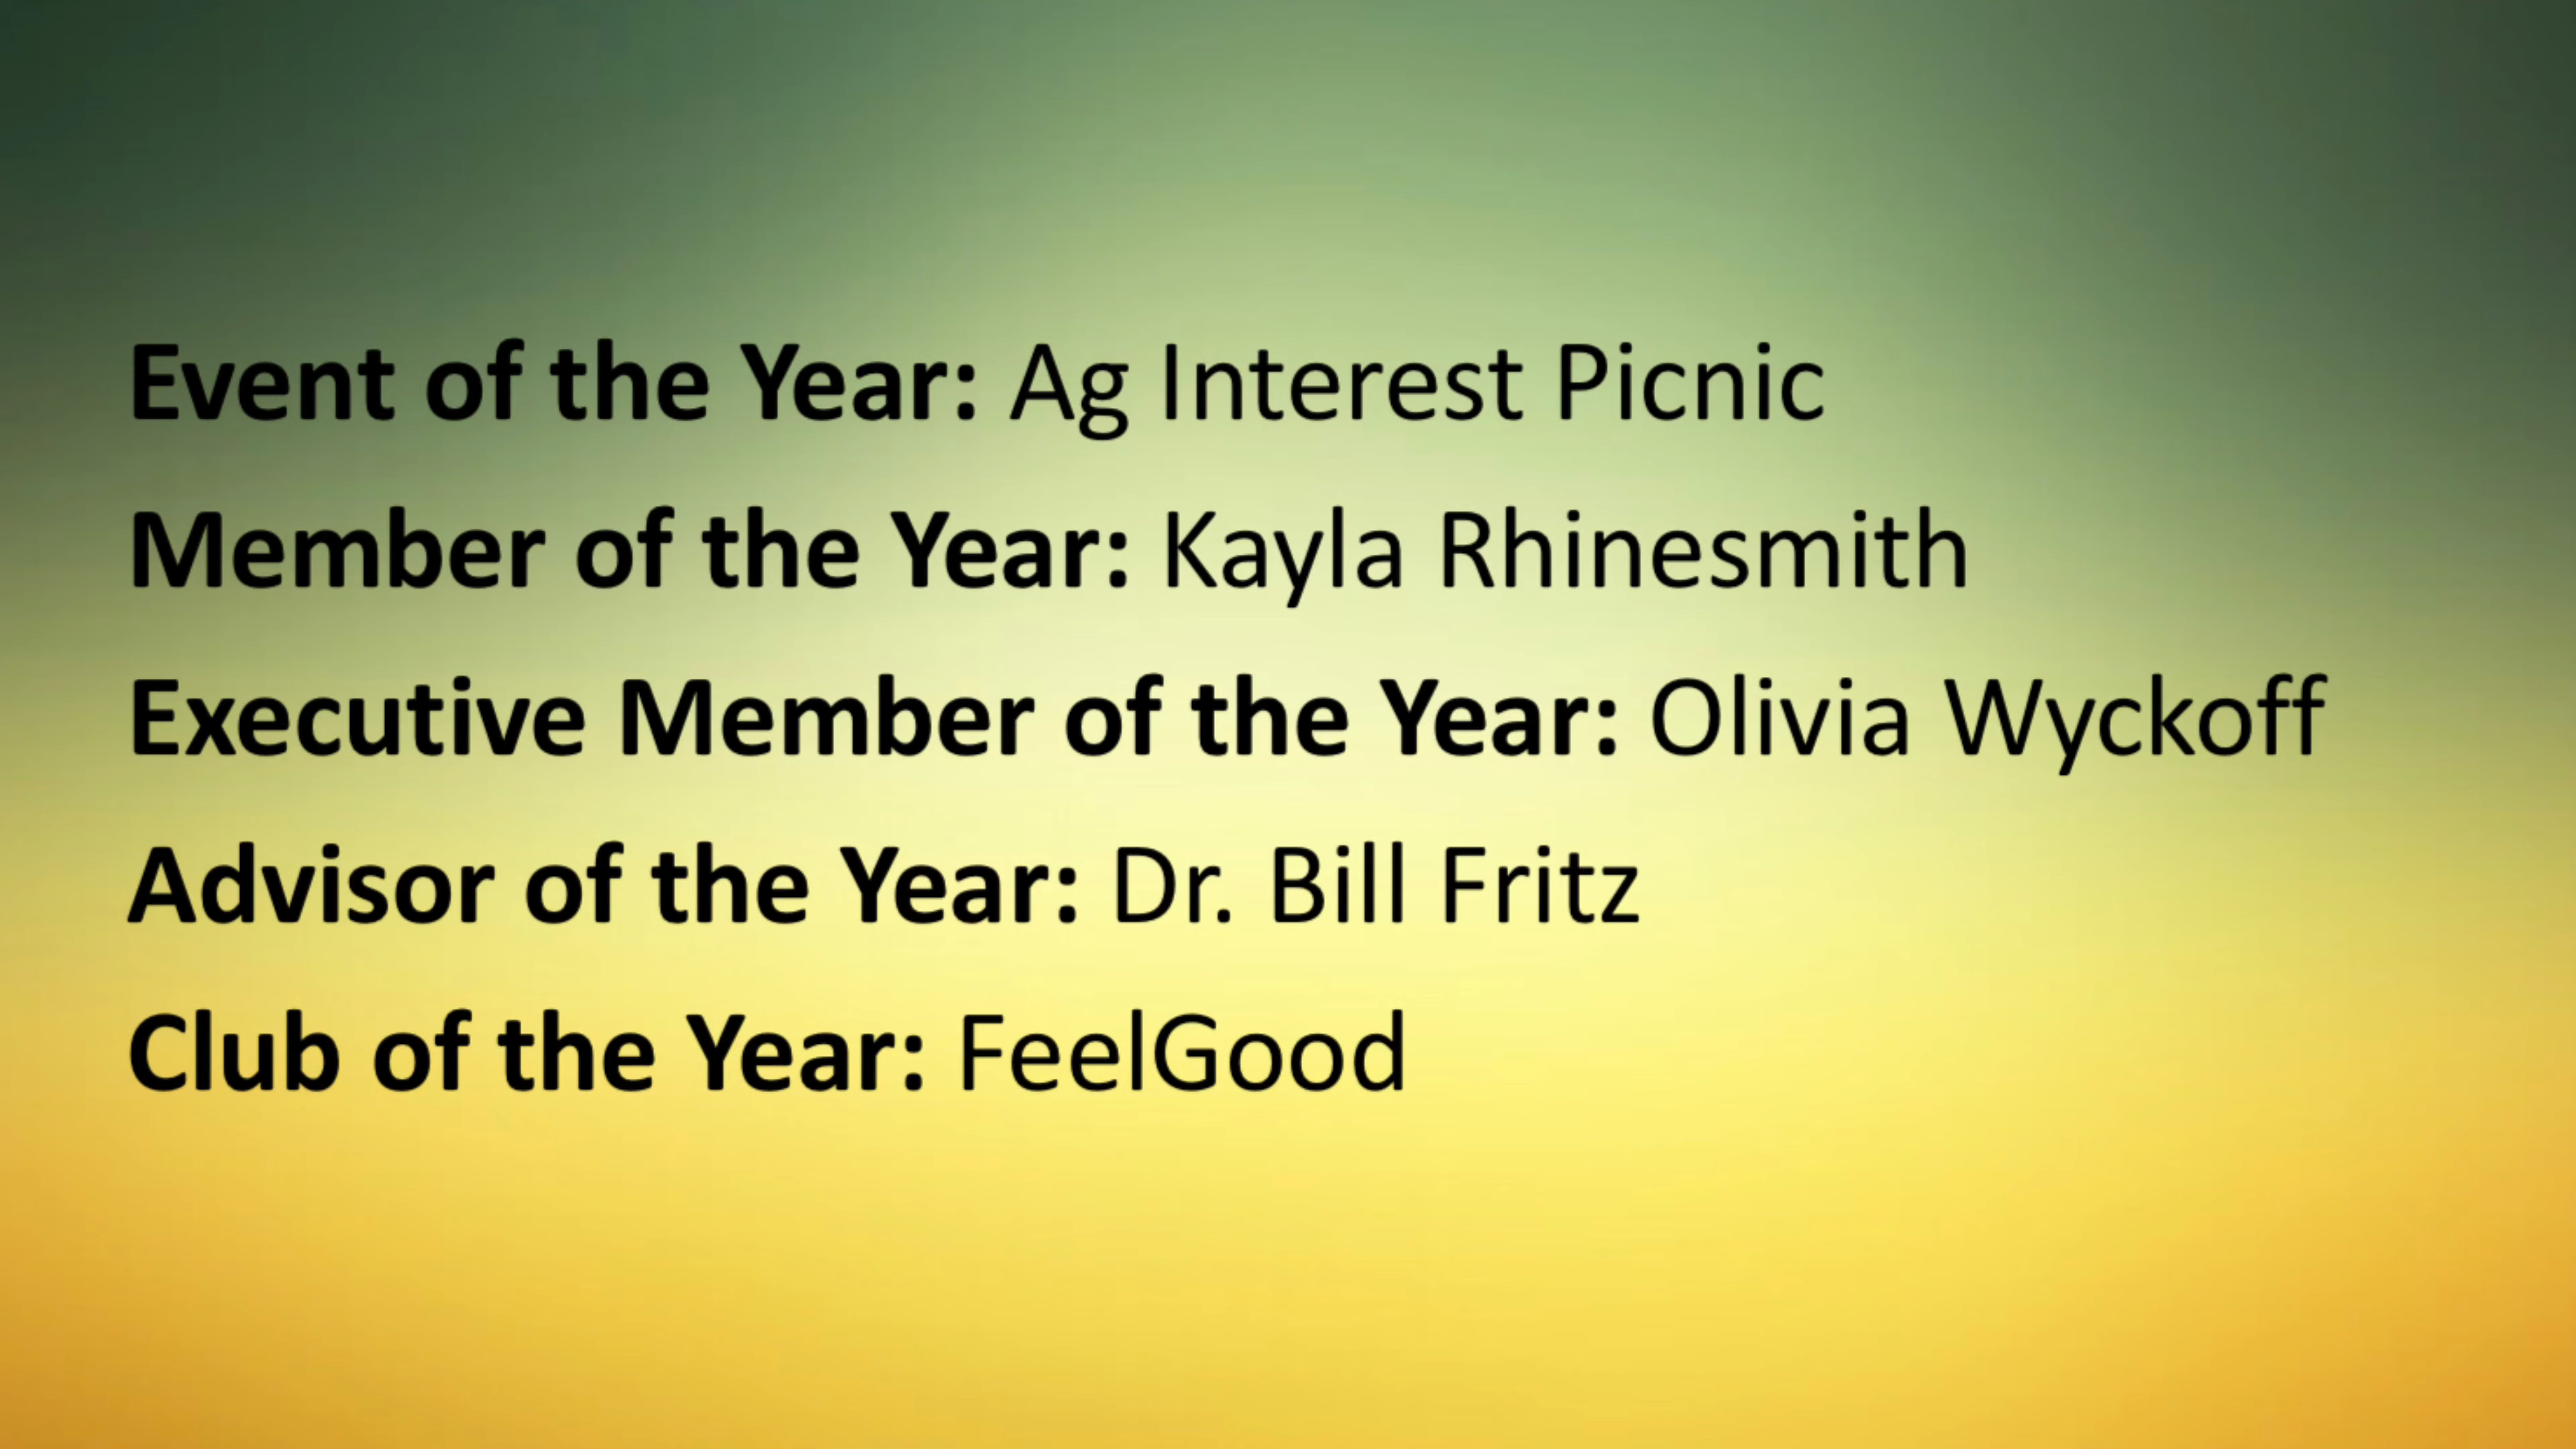 Event of the Year: Ag Interest Picnic
Member of the Year: Kayla Rhinesmith
Executive Member of the Year: Olivia Wyckoff
Advisor of the Year: Dr. Bill Fritz
Club of the Year: FeelGood